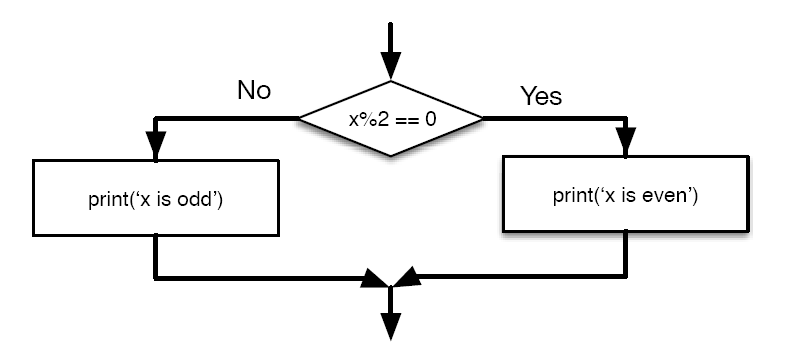 No
Yes
x%2 == 0
print(‘x is odd’)
print(‘x is even’)